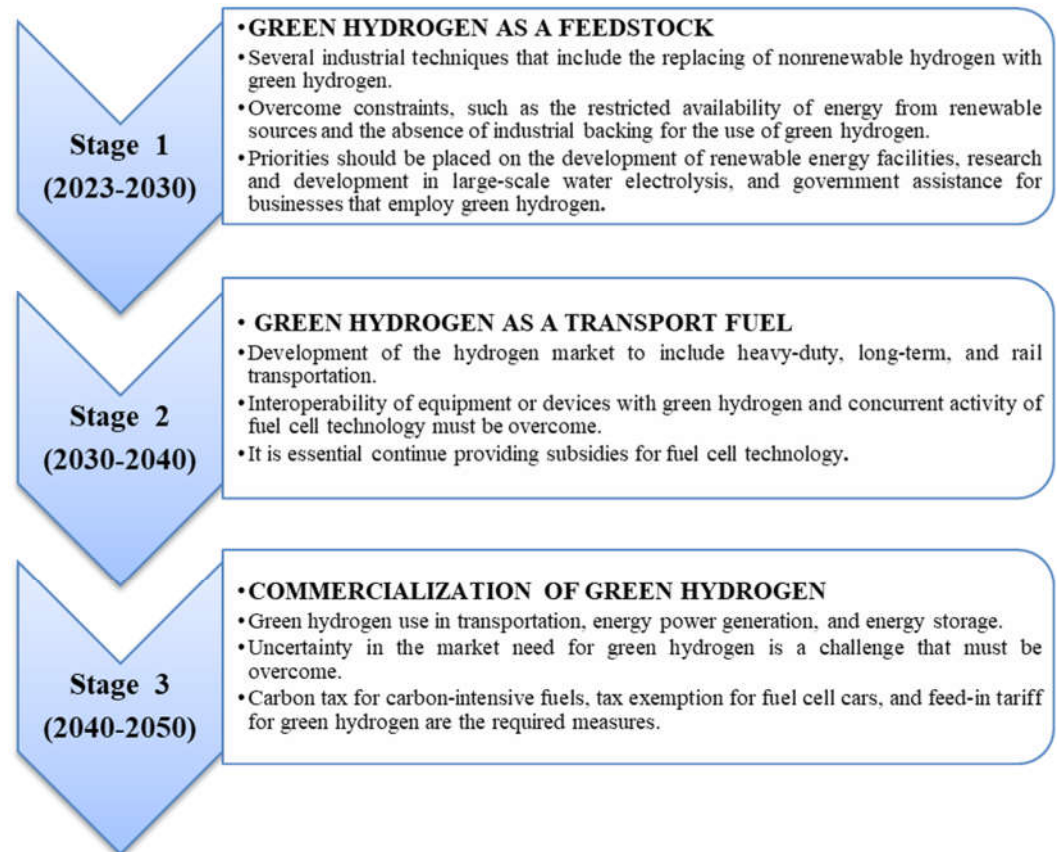 • GREEN HYDROGEN AS A FEEDSTOCK
• Several industrial techniques that include the replacing of nonrenewable hydrogen with
green hydrogen.
• Overcome constraints, such as the restricted availability of energy from renewable
sources and the absence of industrial backing for the use of green hydrogen.
• Priorities should be placed on the development of renewable energy facilities, research
and development in large-scale water electrolysis, and government assistance for
businesses that employ green hydrogen.
Stage 1
(2023-2030)
• GREEN HYDROGEN AS A TRANSPORT FUEL
• Development of the hydrogen market to include heavy-duty, long-term, and rail
transportation.
• Interoperability of equipment or devices with green hydrogen and concurrent activity of
fuel cell technology must be overcome.
• It is essential continue providing subsidies for fuel cell technology.
Stage 2
(2030-2040)
• COMMERCIALIZATION OF GREEN HYDROGEN
• Green hydrogen use in transportation, energy power generation, and energy storage.
• Uncertainty in the market need for green hydrogen is a challenge that must be
overcome.
• Carbon tax for carbon-intensive fuels, tax exemption for fuel cell cars, and feed-in tariff
for green hydrogen are the required measures.
Stage 3
(2040-2050)